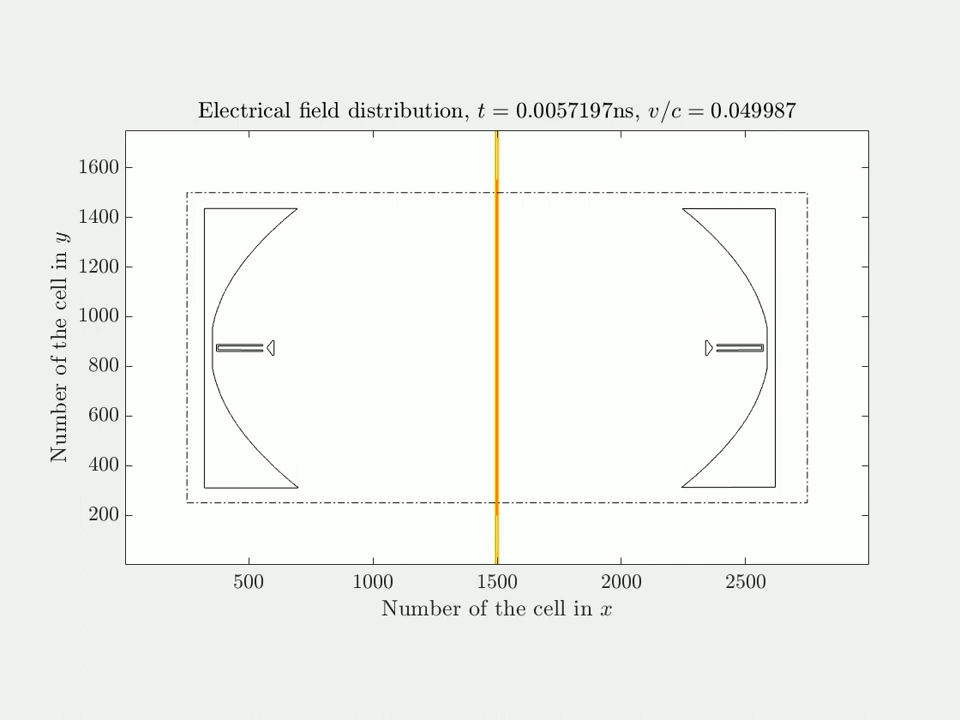 Electrical field distribution, t = 0.0057197ns, v/c = 0.049987
1600
1400
1200
1000
800
600
400
200
Number of the cell in y
500 1000 1500 2000 2500
Number of the cell in x